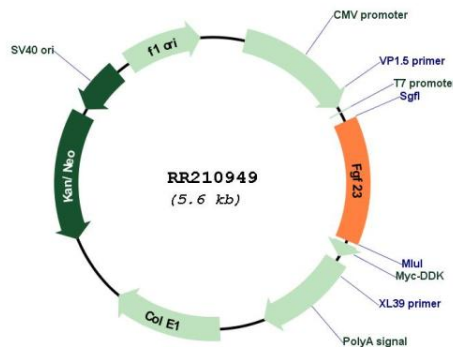 CMV promoter
VP1.5 primer
T7 promote
SgfI
Fgf 23
MluI
Myc-DDK
XL39 primer
PolyA signal
Col E1
Kan/ Neo
SV40 ori
f1 ori
RR210949
(5.6 kb)